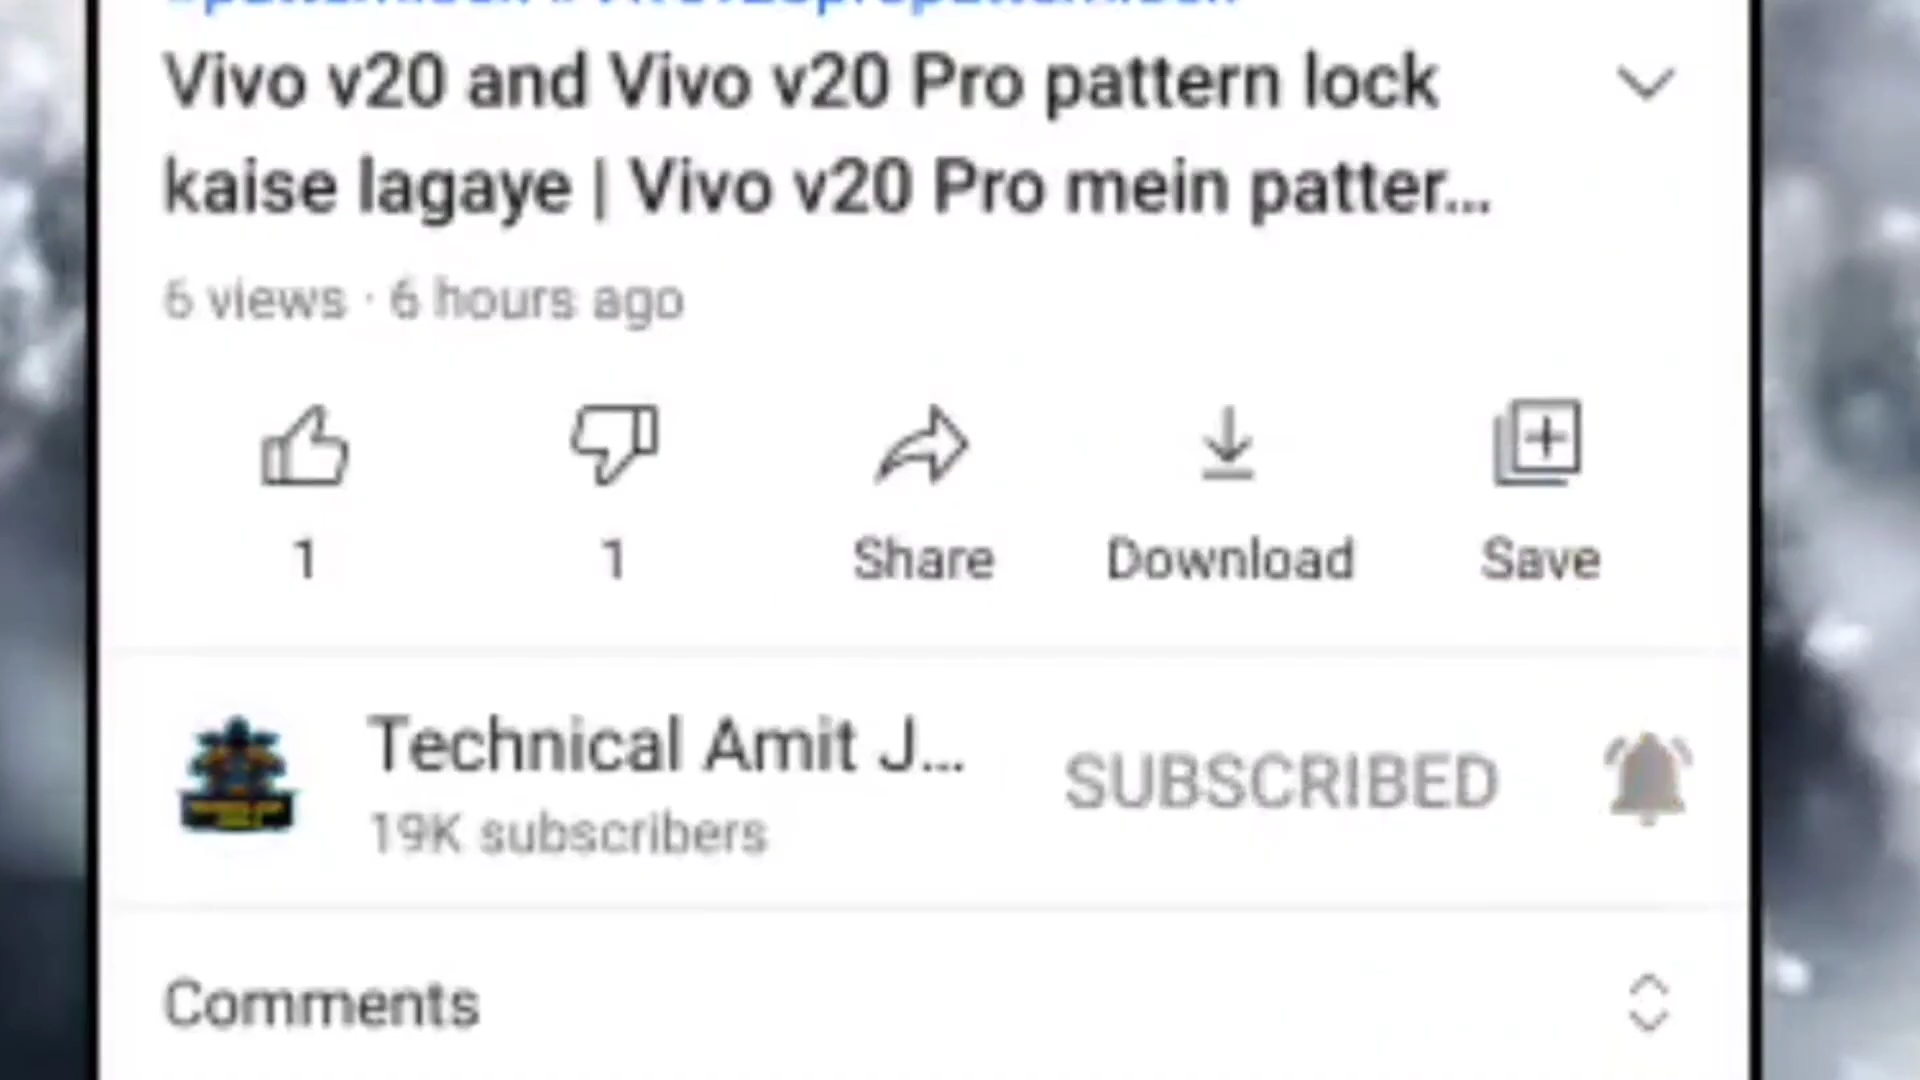 Vivo v20 and Vivo v20 Pro pattern lock
kaise lagaye | Vivo v20 Pro mein patter...
6 views · 6 hours ago
1
1
Share
Download
Save
Technical Amit J...
SUBSCRIBED
19K subscribers
Comments